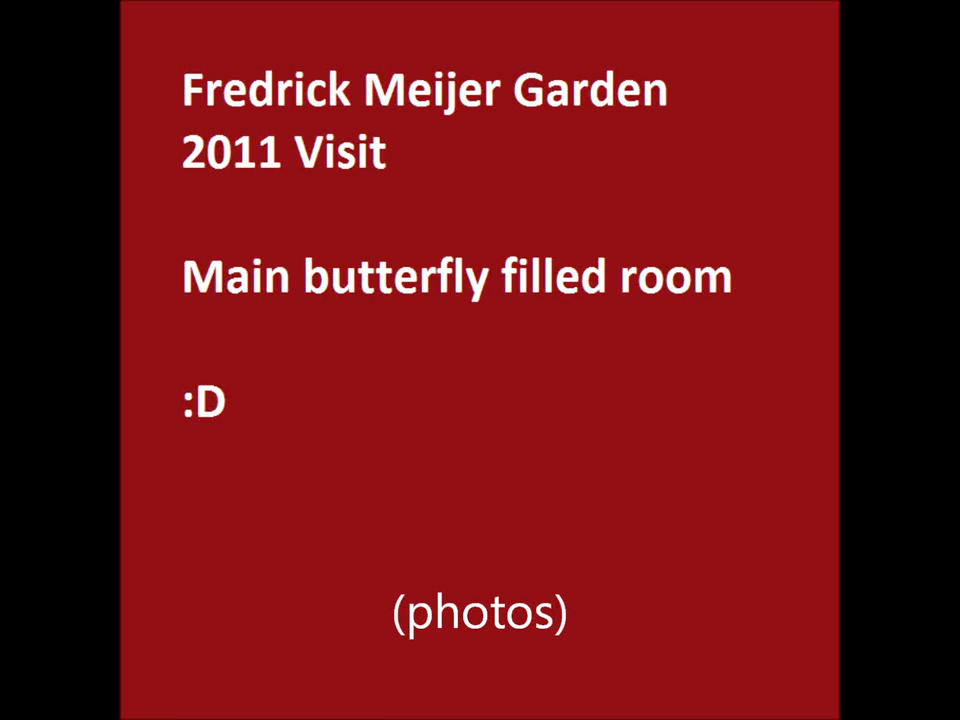 Fredrick Meijer Garden
2011 Visit
Main butterfly filled room
:D
(photos)